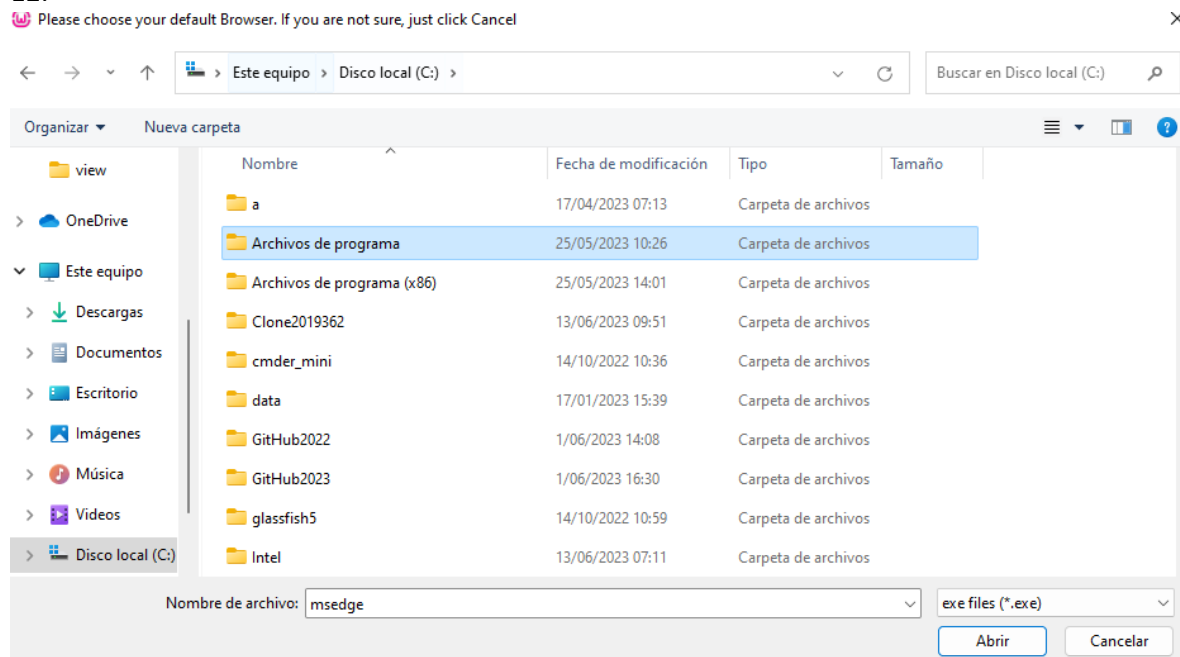 Please choose your default Browser. If you are not sure, just click Cancel
Este equipo > Disco local (C:) >
Buscar en Disco local (C:)
Organizar Nueva carpeta
Nombre Fecha de modificación Tipo Tamaño
view
OneDrive
Este equipo
Descargas
Documentos
Escritorio
Imágenes
Música
Videos
Disco local (C:)
a 17/04/2023 07:13 Carpeta de archivos
Archivos de programa 25/05/2023 10:26 Carpeta de archivos
Archivos de programa (x86) 25/05/2023 14:01 Carpeta de archivos
Clone2019362 13/06/2023 09:51 Carpeta de archivos
cmder_mini 14/10/2022 10:36 Carpeta de archivos
data 17/01/2023 15:39 Carpeta de archivos
GitHub2022 1/06/2023 14:08 Carpeta de archivos
GitHub2023 1/06/2023 16:30 Carpeta de archivos
glassfish5 14/10/2022 10:59 Carpeta de archivos
Intel 13/06/2023 07:11 Carpeta de archivos
Nombre de archivo: msedge exe files (*.exe)
Abrir Cancelar